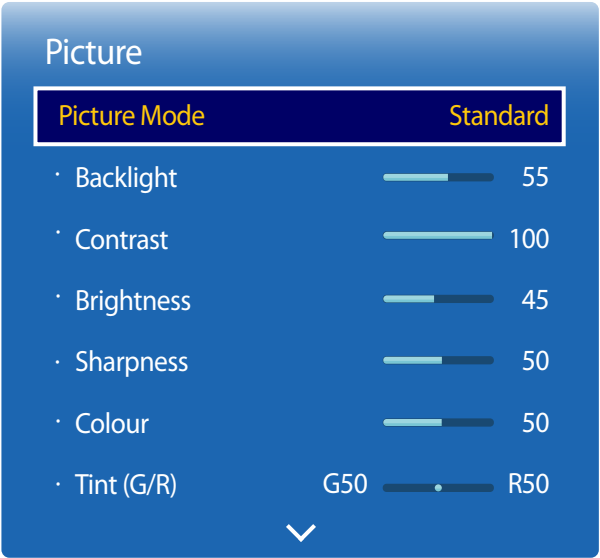 Picture
Picture Mode Standard
· Backlight 55
· Contrast 100
· Brightness 45
· Sharpness 50
· Colour 50
· Tint (G/R) G50 R50